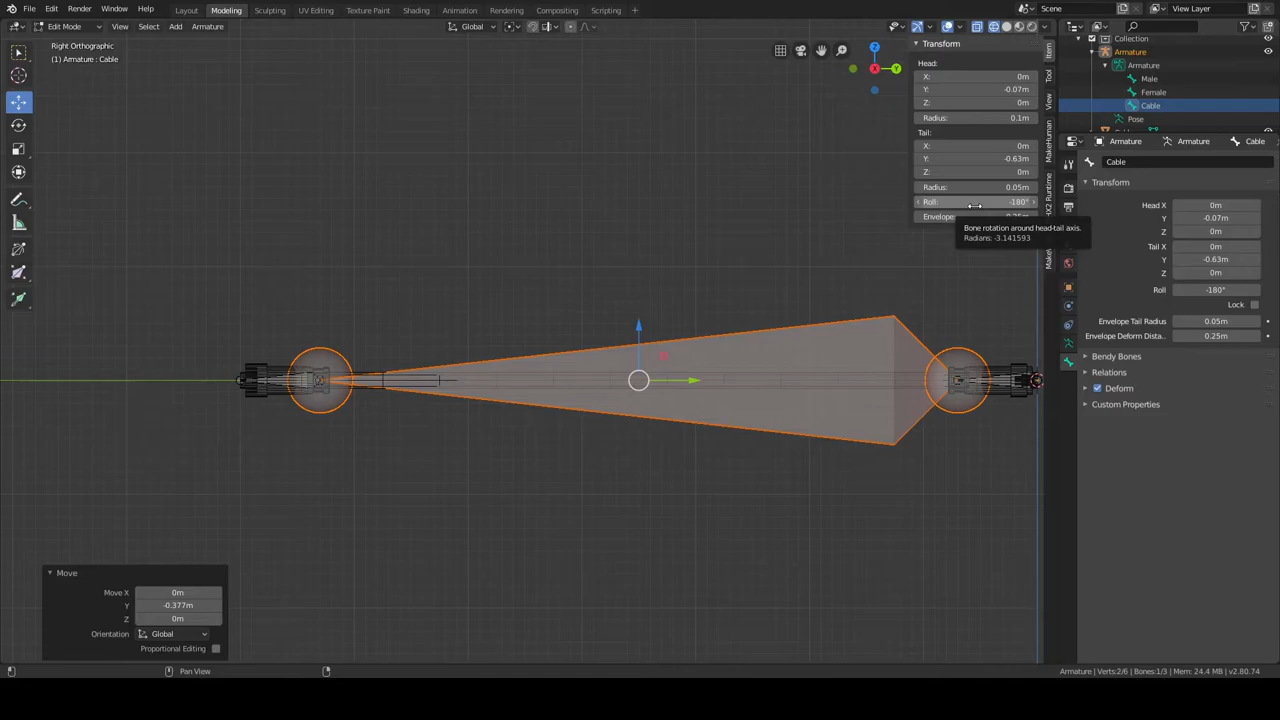 File Edit Render Window Help
Layout Modeling Sculpting UV Editing Texture Paint Shading Animation Rendering Compositing Scripting +
Scene
View Layer
Edit Mode
View Select Add Armature
Global
Right Orthographic
(1) Armature : Cable
Z
X
Y
Transform
Head:
X: 0m
Y: -0.07m
Z: 0m
Radius: 0.1m
Tail:
X: 0m
Y: -0.63m
Z: 0m
Radius: 0.05m
Roll: -180°
Envelope:
Bone rotation around head-tail axis.
Radians: -3.141593
Item
Tool
View
MakeHuman
Runtime
Collection
Armature
Armature
Male
Female
Cable
Pose
Armature Armature Cable
Cable
Transform
Head X 0m
Y -0.07m
Z 0m
Tail X 0m
Y -0.63m
Z 0m
Roll -180°
Lock
Envelope Tail Radius 0.05m
Envelope Deform Dista.. 0.25m
Bendy Bones
Relations
Deform
Custom Properties
Move
Move X 0m
Y -0.377m
Z 0m
Orientation Global
Proportional Editing
Pan View
Armature | Verts:2/6 | Bones:1/3 | Mem: 24.4 MB | v2.80.74